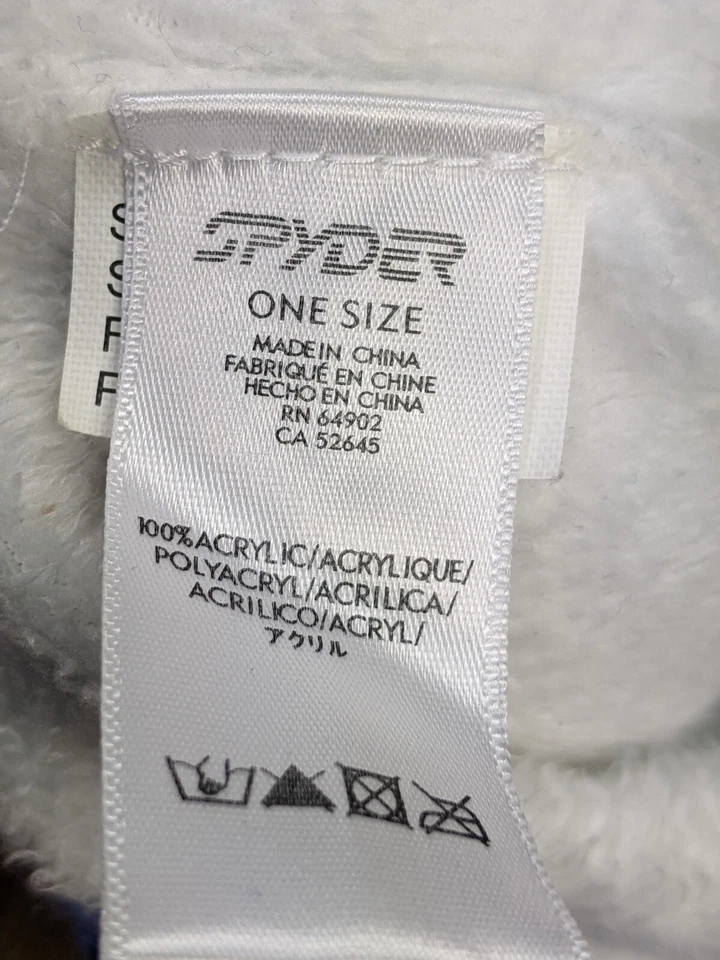 SPYDER
ONE SIZE
MADE IN CHINA
FABRIQUÉ EN CHINE
HECHO EN CHINA
RN 64902
CA 52645
100% ACRYLIC/ACRYLIQUE/
POLYACRYL/ACRILICA/
ACRILICO/ACRYL/
アクリル